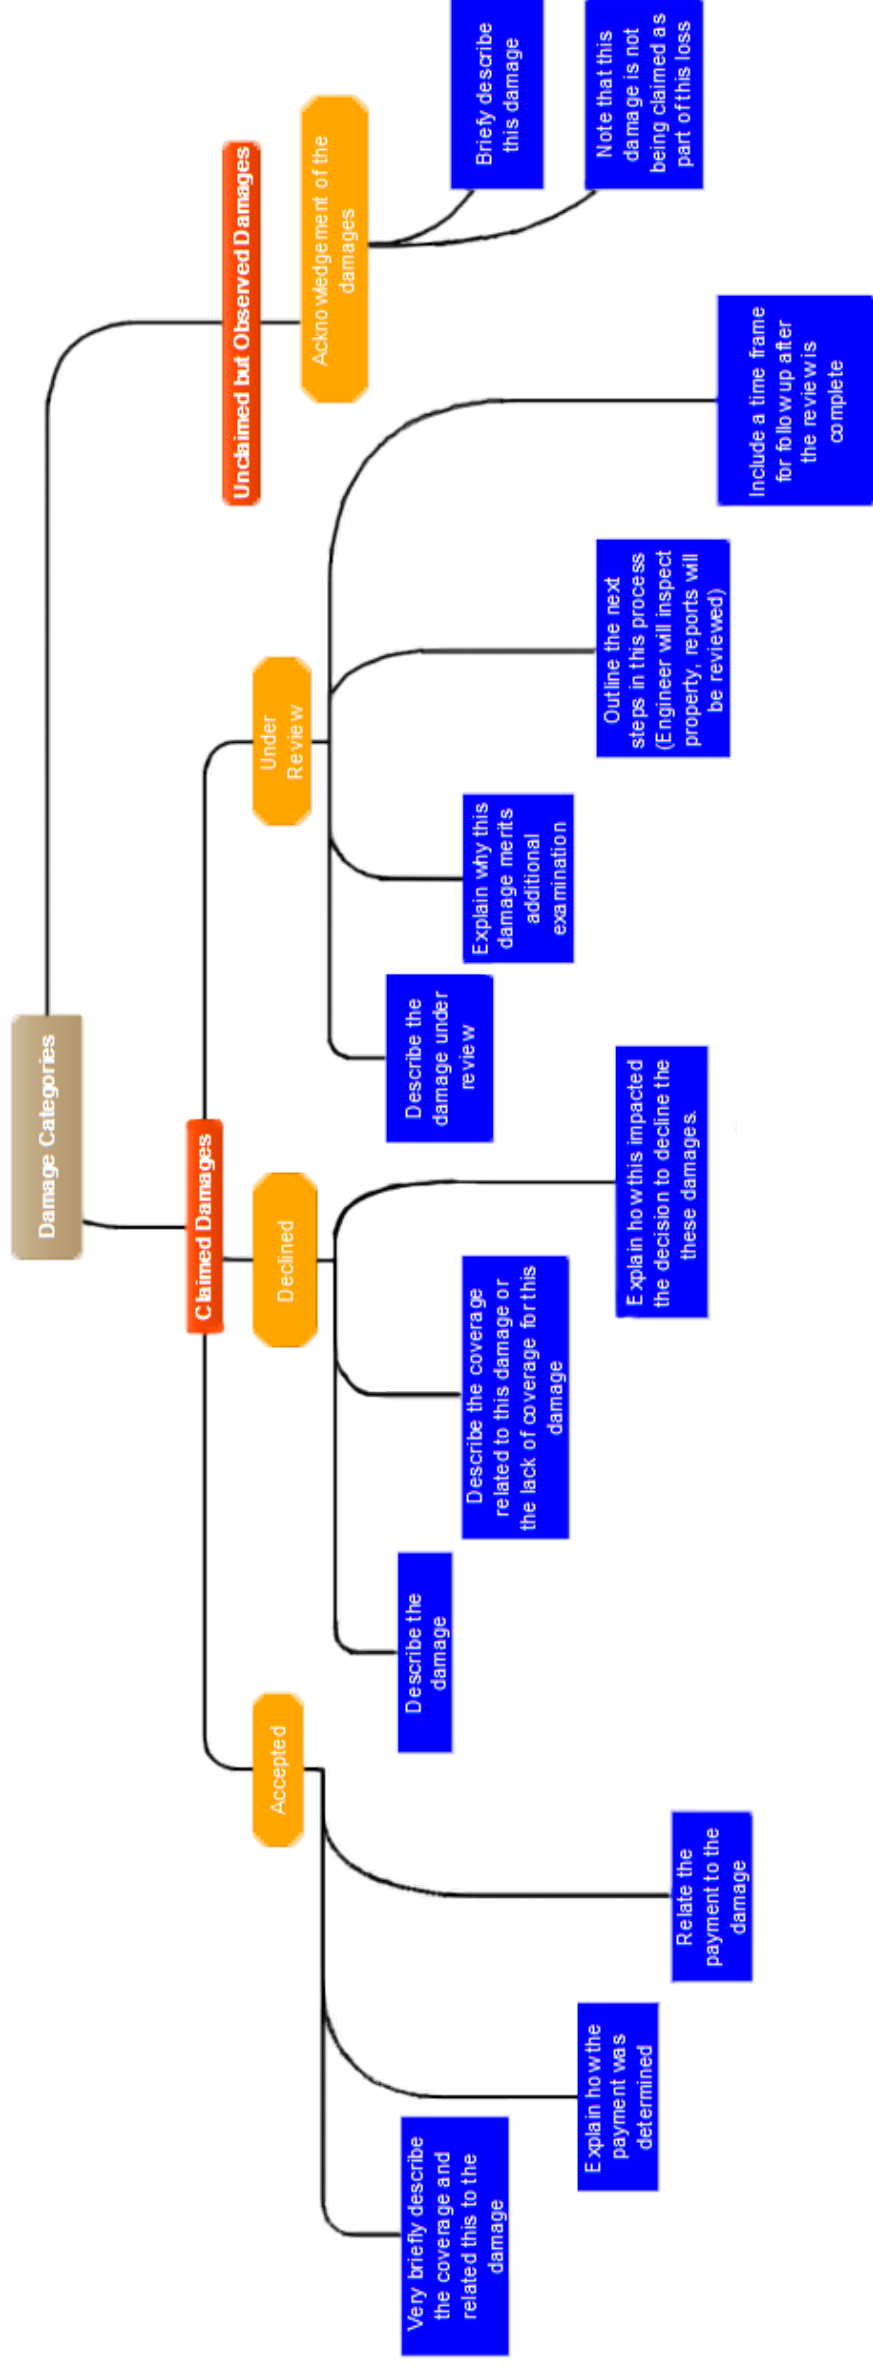 Damage Categories
Claimed Damages
Unclaimed but Observed Damages
Accepted
Declined
Under
Review
Acknowledgement of the
damages
Very briefly describe
the coverage and
related this to the
damage
Explain how the
payment was
determined
Relate the
payment to the
damage
Describe the
damage
Describe the coverage
related to this damage or
the lack of coverage for this
damage
Explain how this impacted
the decision to decline the
these damages.
Describe the
damage under
review
Explain why this
damage merits
additional
examination
Outline the next
steps in this process
(Engineer will inspect
property, reports will
be reviewed)
Include a time frame
for follow up after
the review is
complete
Briefy describe
this damage
Note that this
damage is not
being claimed as
part of this loss